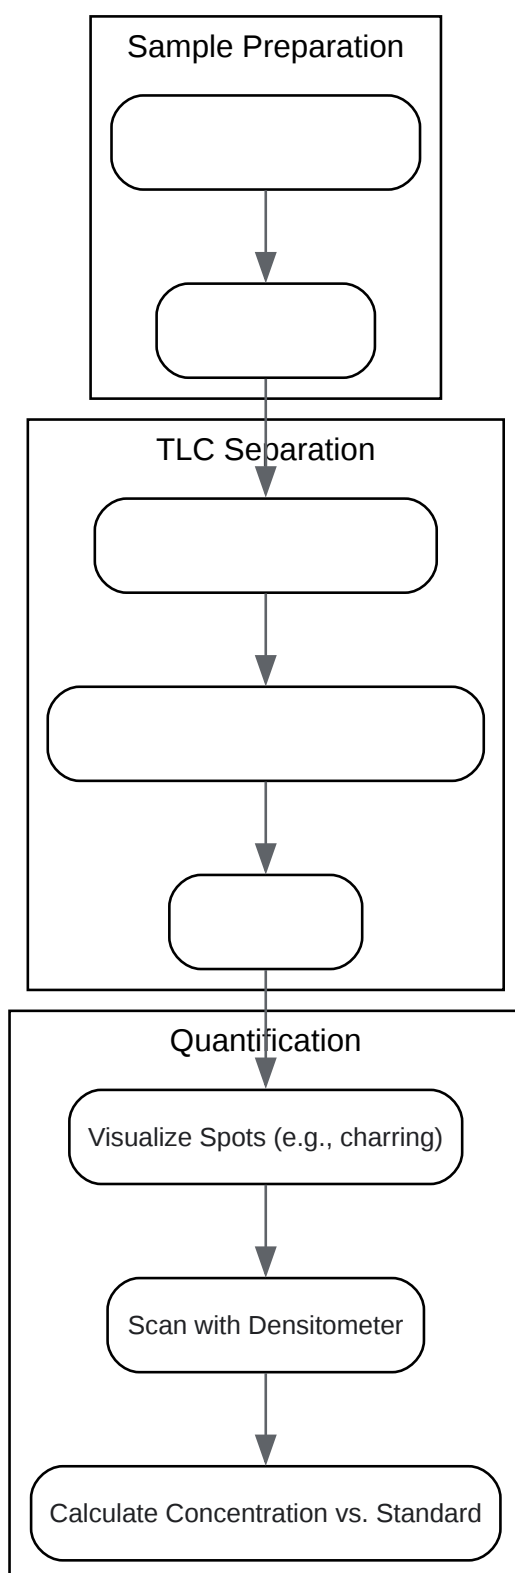 Sample Preparation
TLC Separation
Quantification
Visualize Spots (e.g., charring)
Scan with Densitometer
Calculate Concentration vs. Standard